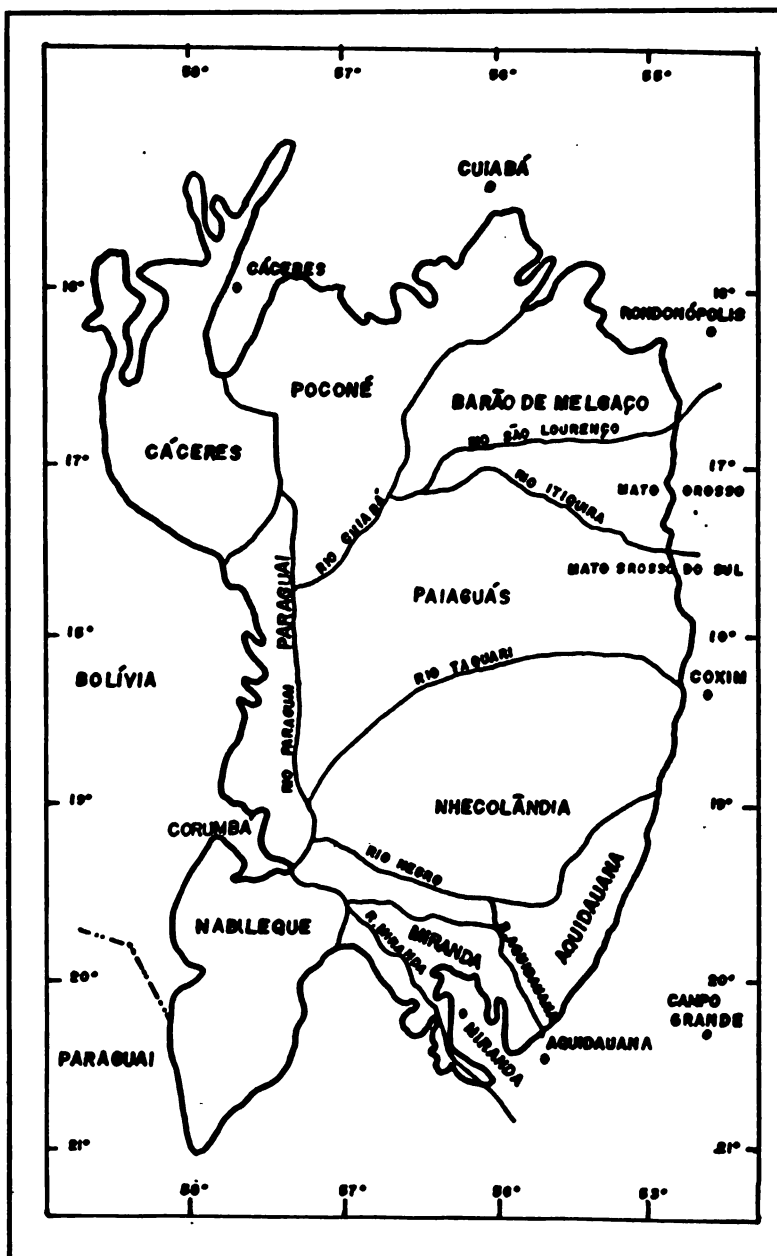 58° 57° 56° 55°
CUIABÁ
CÁCERES
16° 16°
RONDONÓPOLIS
POCONÉ
BARÃO DE MELGAÇO
RIO SÃO LOURENÇO
CÁCERES
17° 17°
RIO ITIQUIRA
MATO GROSSO
RIO CUIABÁ
MATO GROSSO DO SUL
PARAGUAI
PAIAGUÁS
18° 18°
RIO TAQUARI
BOLÍVIA
COXIM
RIO PARAGUAI
19° 19°
NHECOLÂNDIA
CORUMBA
RIO NEGRO
AQUIDAUANA
NABILEQUE
R. MIRANDA
MIRANDA
R. AQUIDAUANA
20° 20°
CAMPO
GRANDE
MIRANDA
AQUIDAUANA
PARAGUAI
21° 21°
58° 57° 56° 55°